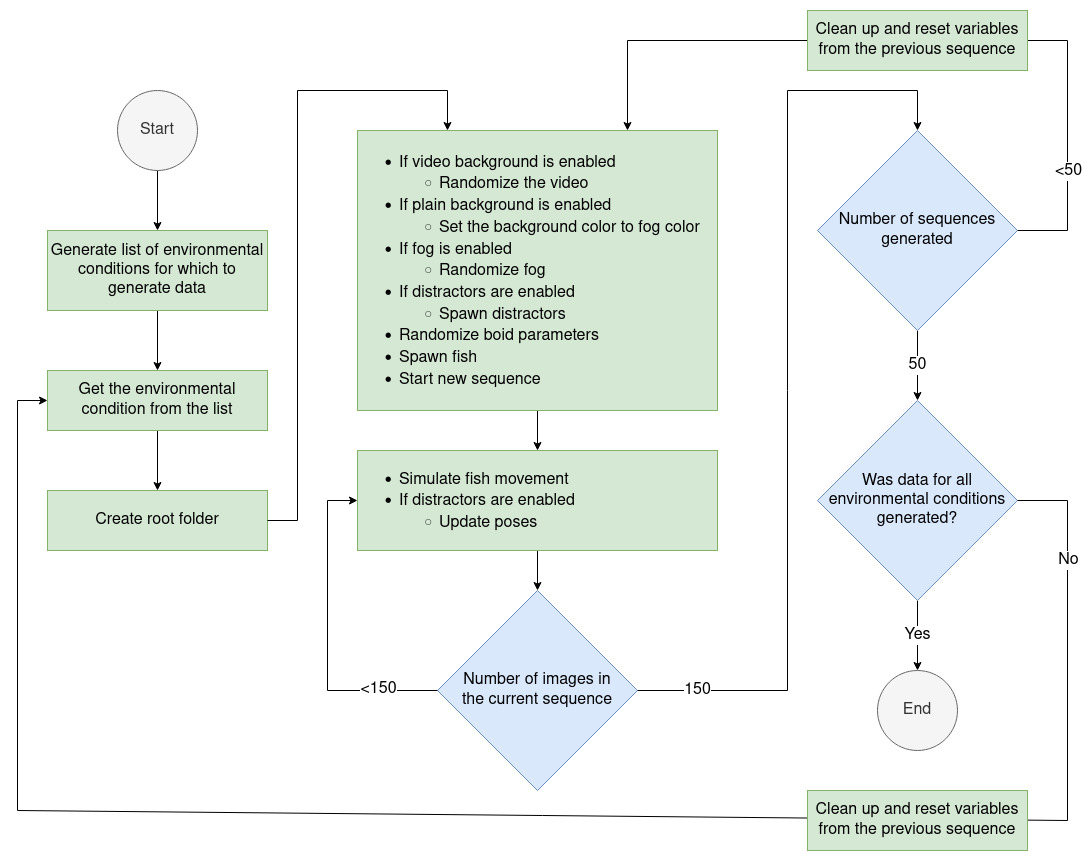 Start
Generate list of environmental
conditions for which to
generate data
Get the environmental
condition from the list
Create root folder
• If video background is enabled
○ Randomize the video
• If plain background is enabled
○ Set the background color to fog color
• If fog is enabled
○ Randomize fog
• If distractors are enabled
○ Spawn distractors
• Randomize boid parameters
• Spawn fish
• Start new sequence
• Simulate fish movement
• If distractors are enabled
○ Update poses
Number of images in
the current sequence
<150
150
Number of sequences
generated
<50
Clean up and reset variables
from the previous sequence
50
Was data for all
environmental conditions
generated?
No
Yes
End
Clean up and reset variables
from the previous sequence